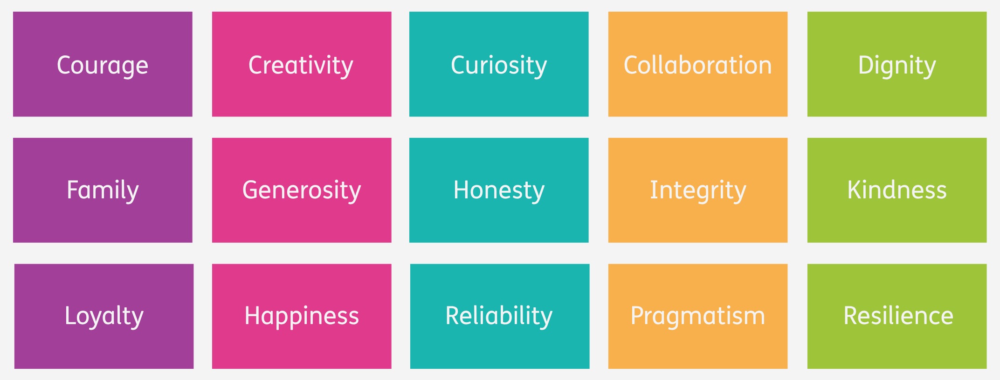 Courage
Creativity
Curiosity
Collaboration
Dignity
Family
Generosity
Honesty
Integrity
Kindness
Loyalty
Happiness
Reliability
Pragmatism
Resilience